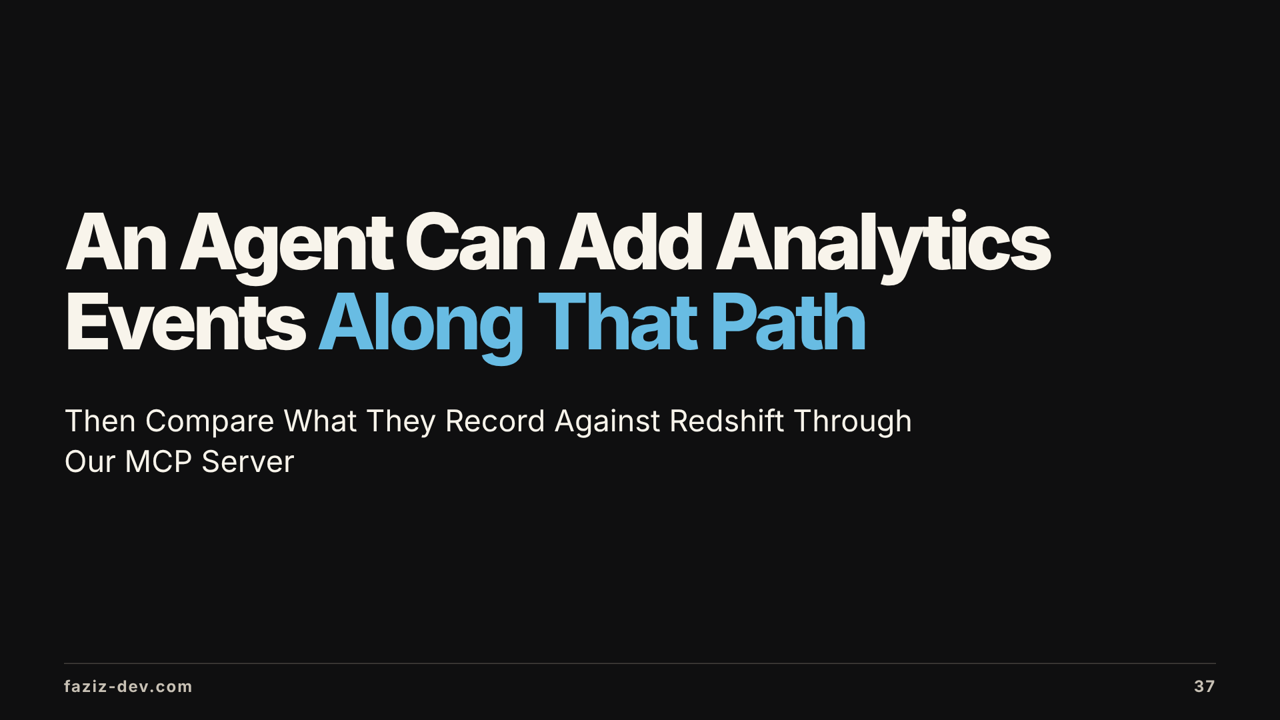 An Agent Can Add Analytics
Events Along That Path
Then Compare What They Record Against Redshift Through
Our MCP Server
faziz-dev.com
37